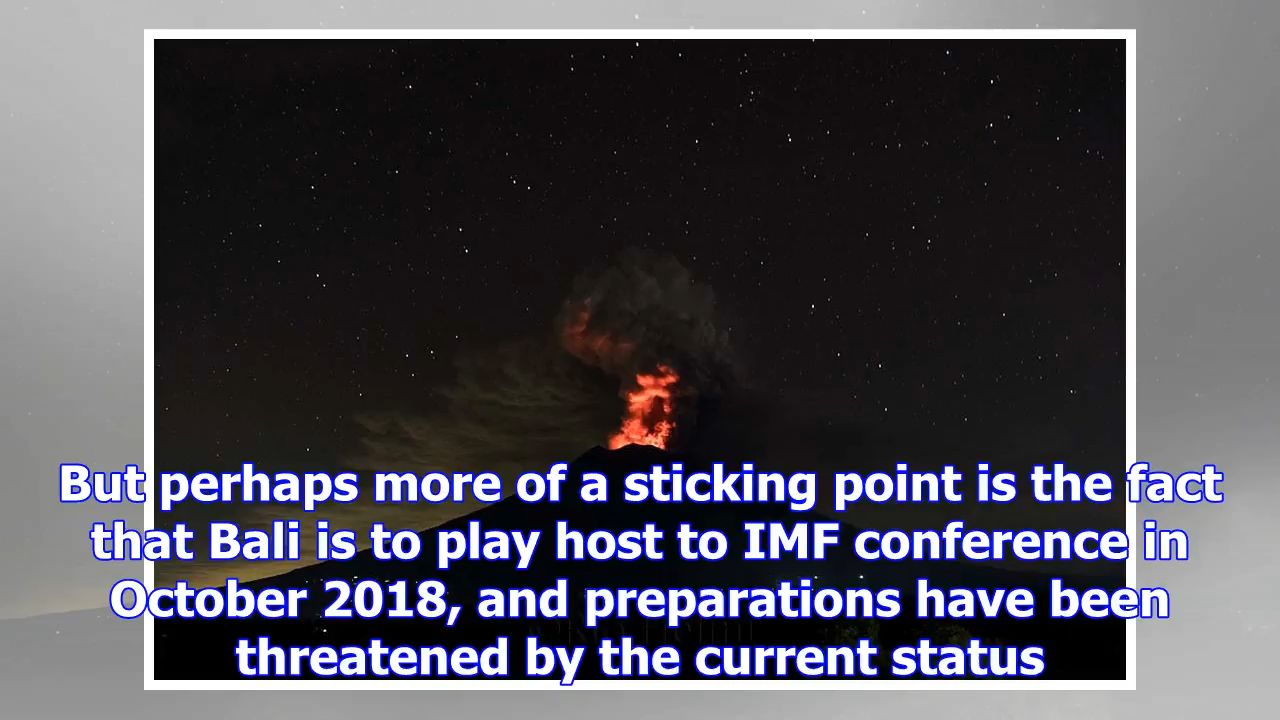 But perhaps more of a sticking point is the fact
that Bali is to play host to IMF conference in
October 2018, and preparations have been
threatened by the current status